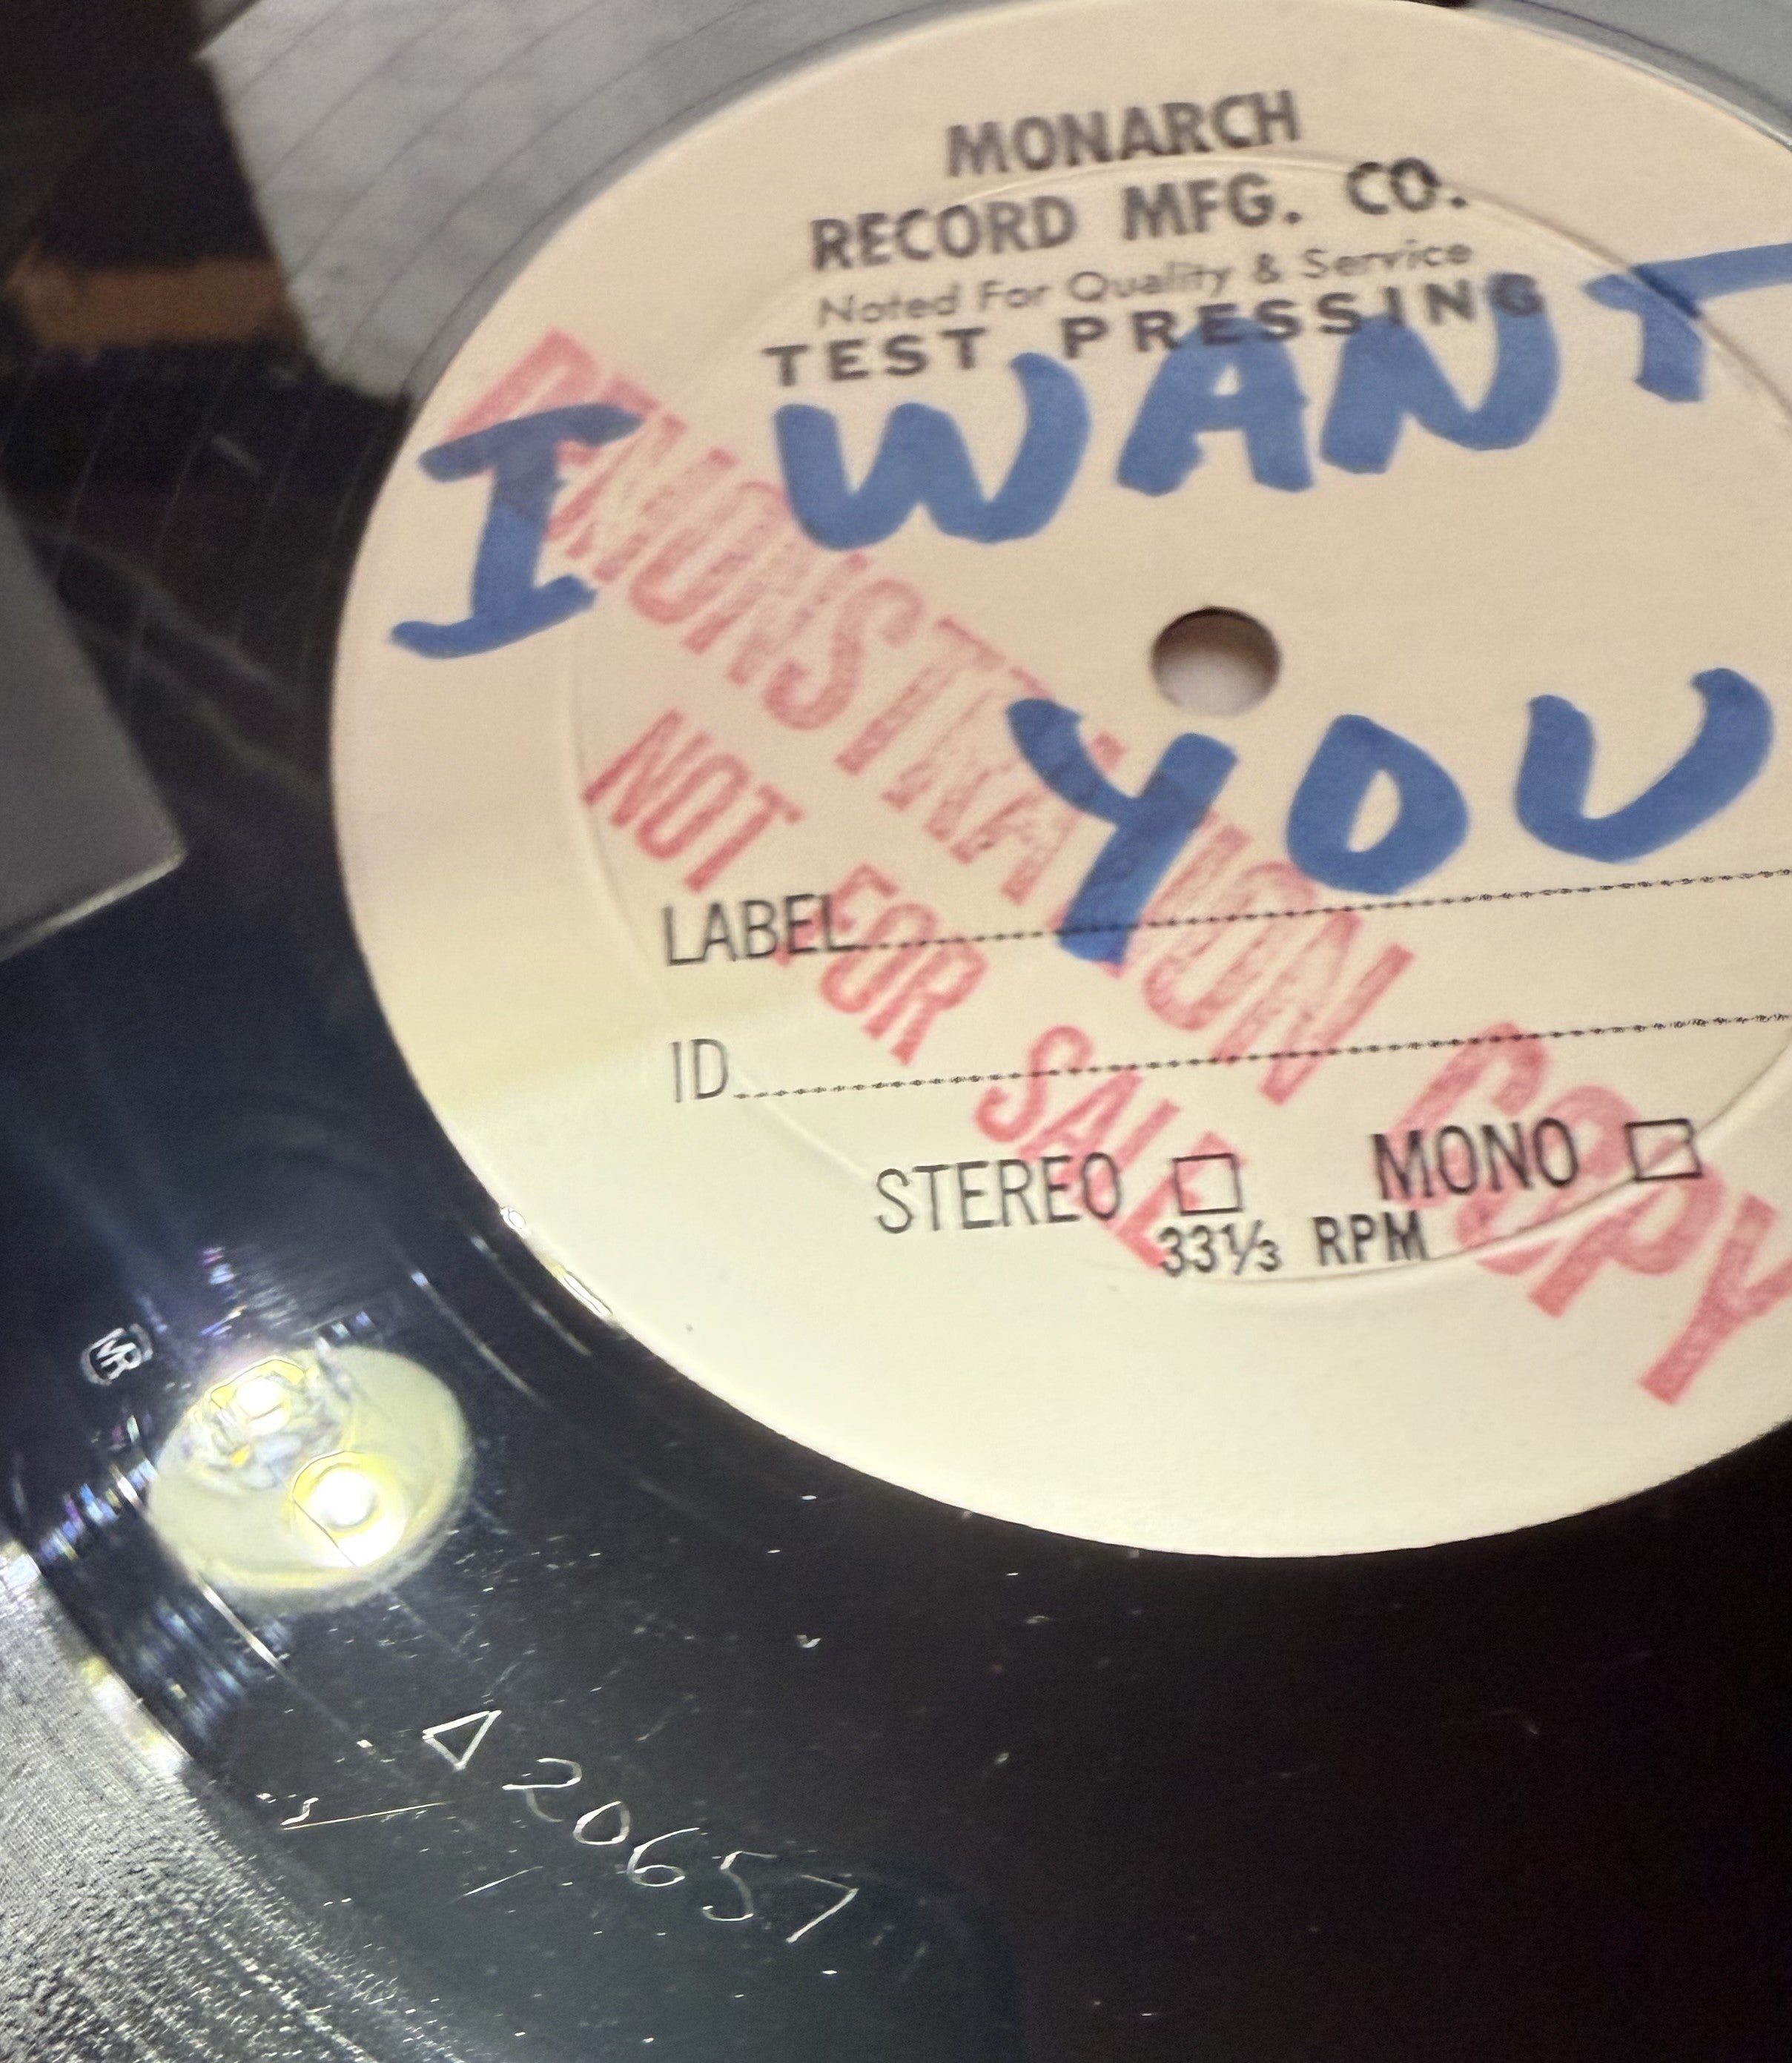 MONARCH
RECORD MFG. CO.
Noted For Quality & Service
TEST PRESSING
I WANT
YOU
DEMONSTRATION COPY
NOT FOR SALE
LABEL
ID
STEREO □ MONO □
33⅓ RPM
MR
△20657